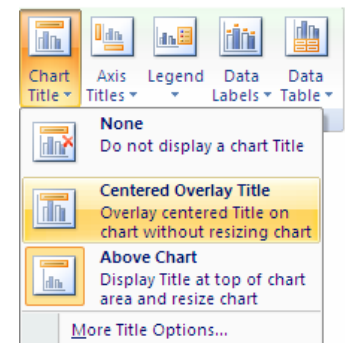 Chart Axis Legend Data Data
Title Titles Labels Table
None
Do not display a chart Title
Centered Overlay Title
Overlay centered Title on
chart without resizing chart
Above Chart
Display Title at top of chart
area and resize chart
More Title Options...